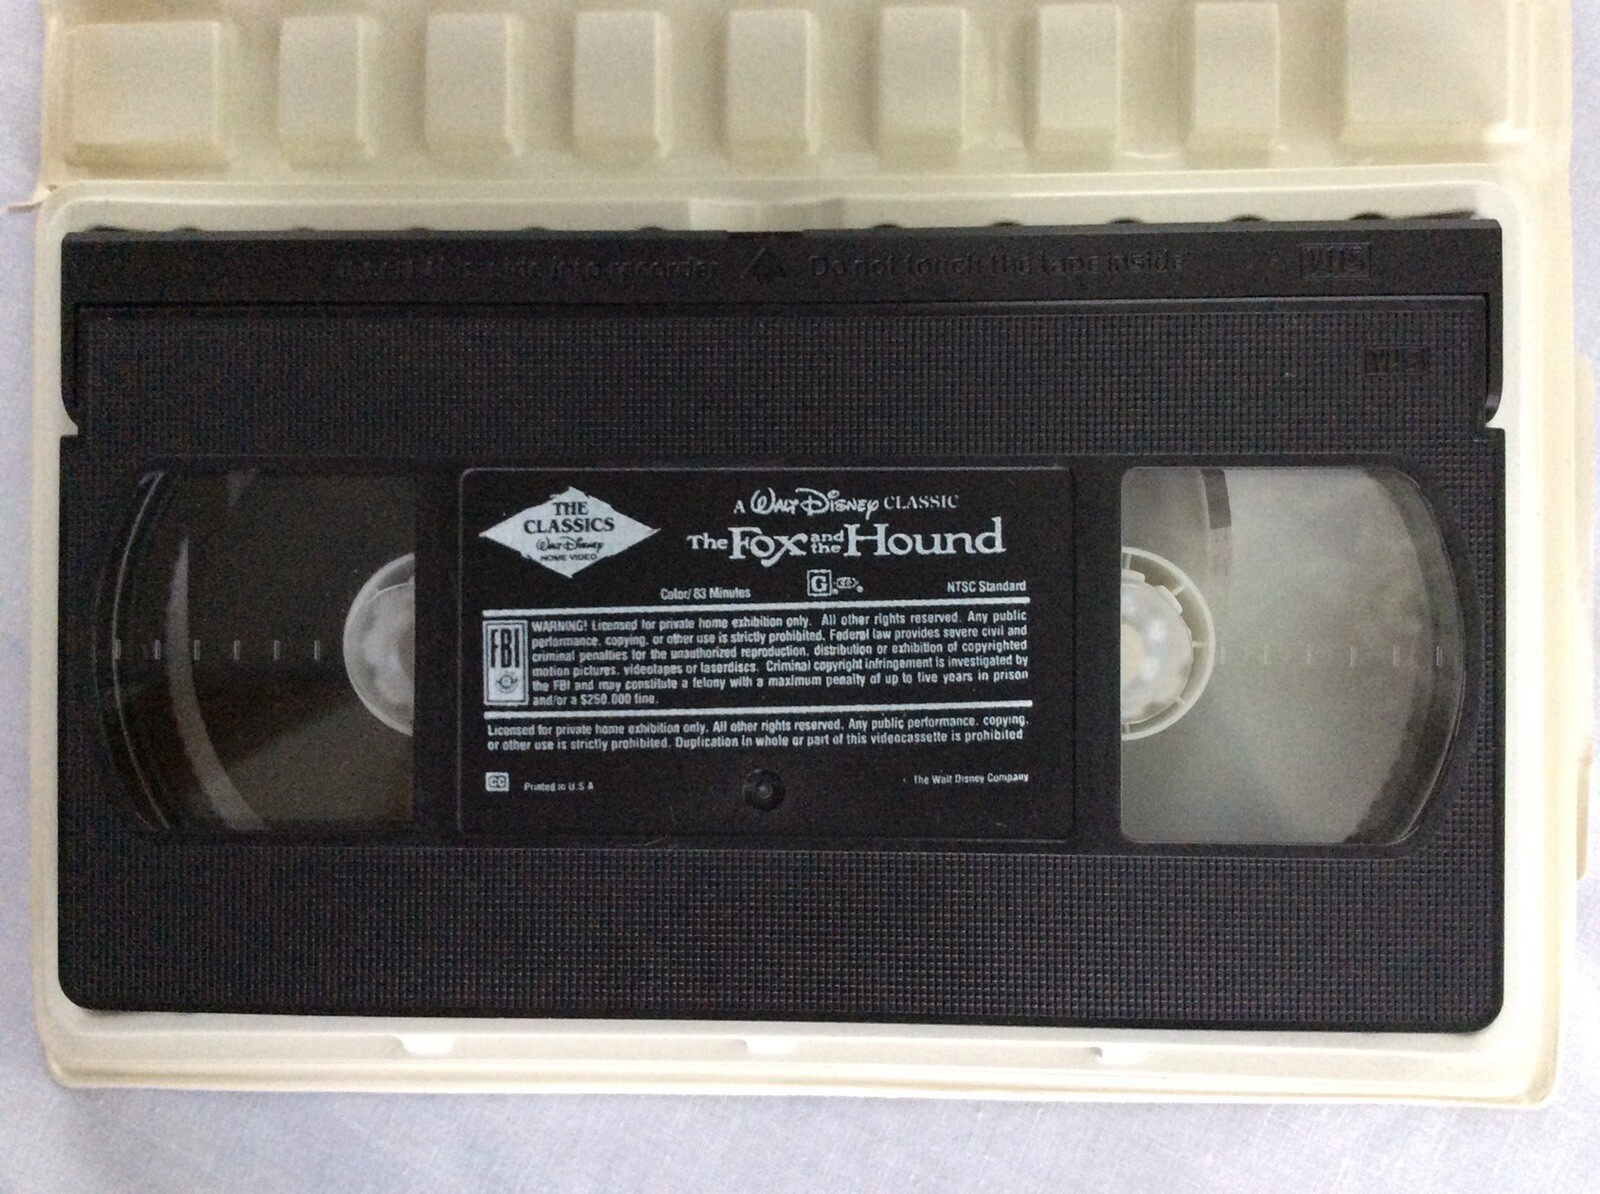 side into recorder Do not touch the tape inside VHS
VHS
THE
CLASSICS
Walt Disney
HOME VIDEO
A Walt Disney CLASSIC
The Fox and the Hound
Color/ 83 Minutes G CC NTSC Standard
FBI
WARNING! Licensed for private home exhibition only. All other rights reserved. Any public
performance, copying, or other use is strictly prohibited. Federal law provides severe civil and
criminal penalties for the unauthorized reproduction, distribution or exhibition of copyrighted
motion pictures, videotapes or laserdiscs. Criminal copyright infringement is investigated by
the FBI and may constitute a felony with a maximum penalty of up to five years in prison
and/or a $250,000 fine.
Licensed for private home exhibition only. All other rights reserved. Any public performance, copying,
or other use is strictly prohibited. Duplication in whole or part of this videocassette is prohibited
CC Printed in U S A The Walt Disney Company